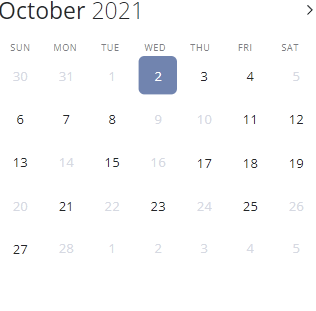 October 2021 >
SUN MON TUE WED THU FRI SAT
30 31 1 2 3 4 5
6 7 8 9 10 11 12
13 14 15 16 17 18 19
20 21 22 23 24 25 26
27 28 1 2 3 4 5